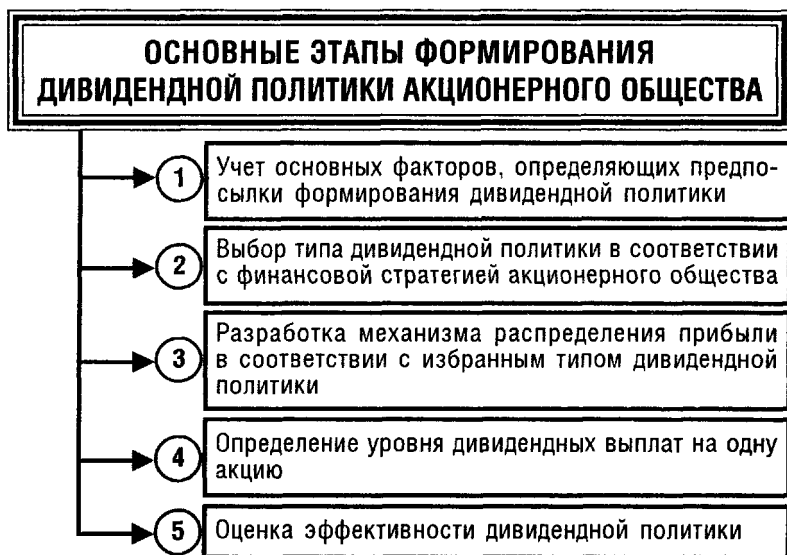 ОСНОВНЫЕ ЭТАПЫ ФОРМИРОВАНИЯ
ДИВИДЕНДНОЙ ПОЛИТИКИ АКЦИОНЕРНОГО ОБЩЕСТВА
1
Учет основных факторов, определяющих предпо-
сылки формирования дивидендной политики
2
Выбор типа дивидендной политики в соответствии
с финансовой стратегией акционерного общества
3
Разработка механизма распределения прибыли
в соответствии с избранным типом дивидендной
политики
4
Определение уровня дивидендных выплат на одну
акцию
5
Оценка эффективности дивидендной политики